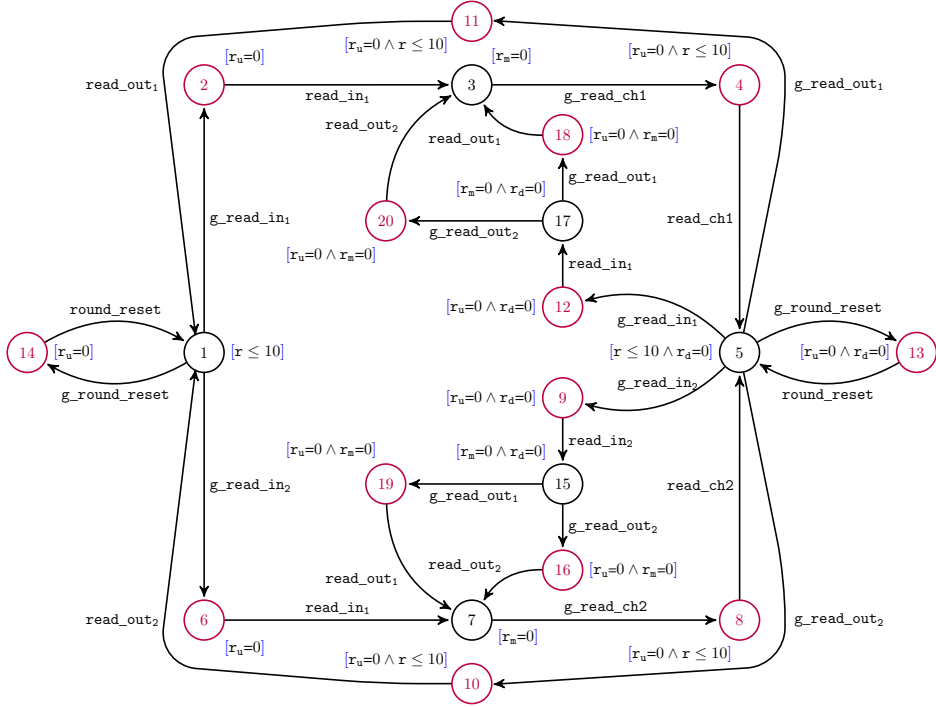 11
[rᵤ=0 ∧ r ≤ 10] [rₘ=0] [rᵤ=0 ∧ r ≤ 10]
[rᵤ=0]
read_out₁ g_read_out₁
2 read_in₁ 3 g_read_ch1 4
read_out₂ read_out₁ 18 [rᵤ=0 ∧ rₘ=0]
g_read_out₁
[rₘ=0 ∧ r_d=0]
g_read_in₁ 20 g_read_out₂ 17 read_ch1
[rᵤ=0 ∧ rₘ=0]
read_in₁
[rᵤ=0 ∧ r_d=0] 12
round_reset g_read_in₁ g_round_reset
14 [rᵤ=0] 1 [r ≤ 10] [r ≤ 10 ∧ r_d=0] 5 [rᵤ=0 ∧ r_d=0] 13
g_round_reset g_read_in₂ round_reset
[rᵤ=0 ∧ r_d=0] 9
read_in₂
[rᵤ=0 ∧ rₘ=0] [rₘ=0 ∧ r_d=0]
g_read_in₂ 19 g_read_out₁ 15 read_ch2
g_read_out₂
read_out₁ read_out₂ 16 [rᵤ=0 ∧ rₘ=0]
6 read_in₁ 7 g_read_ch2 8
read_out₂ g_read_out₂
[rᵤ=0] [rₘ=0]
[rᵤ=0 ∧ r ≤ 10] [rᵤ=0 ∧ r ≤ 10]
10